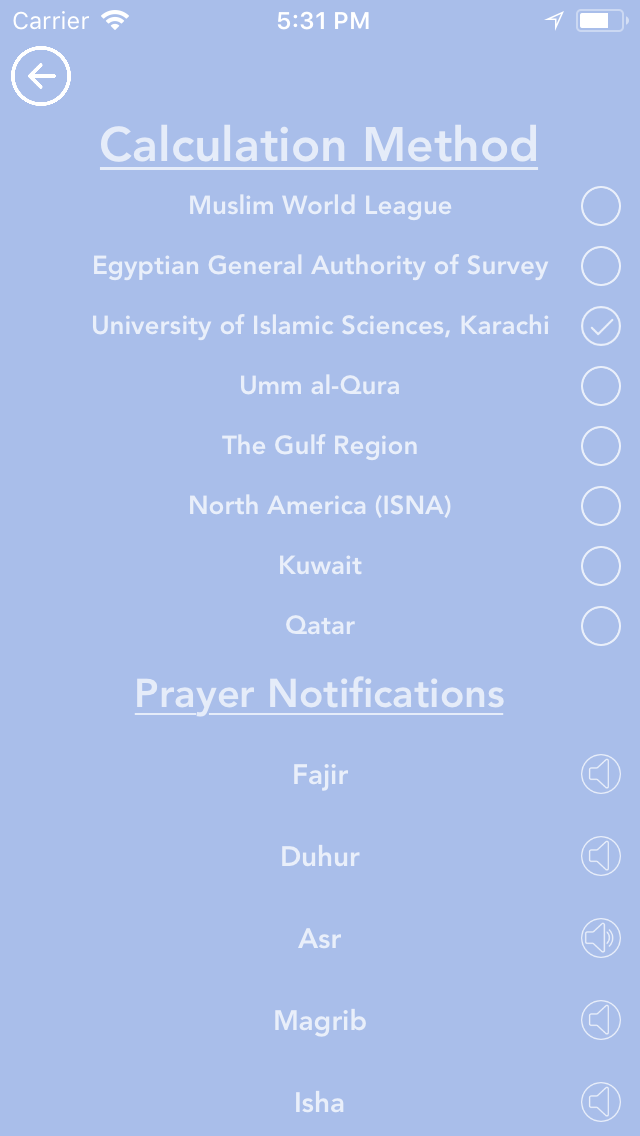 Carrier 5:31 PM
Calculation Method
Muslim World League
Egyptian General Authority of Survey
University of Islamic Sciences, Karachi
Umm al-Qura
The Gulf Region
North America (ISNA)
Kuwait
Qatar
Prayer Notifications
Fajir
Duhur
Asr
Magrib
Isha